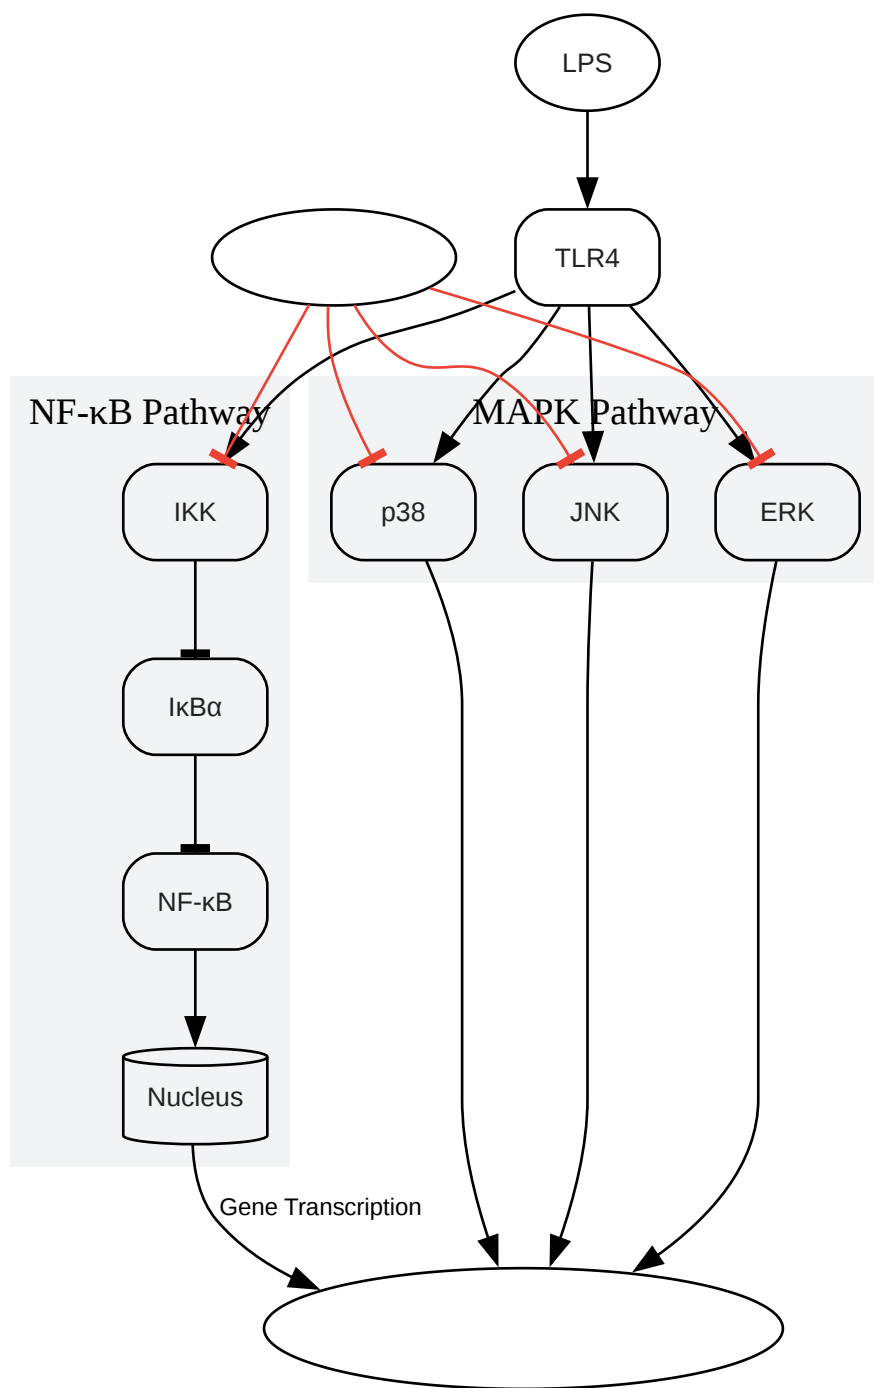 LPS
TLR4
NF-κB Pathway
MAPK Pathway
IKK
p38
JNK
ERK
IκBα
NF-κB
Nucleus
Gene Transcription